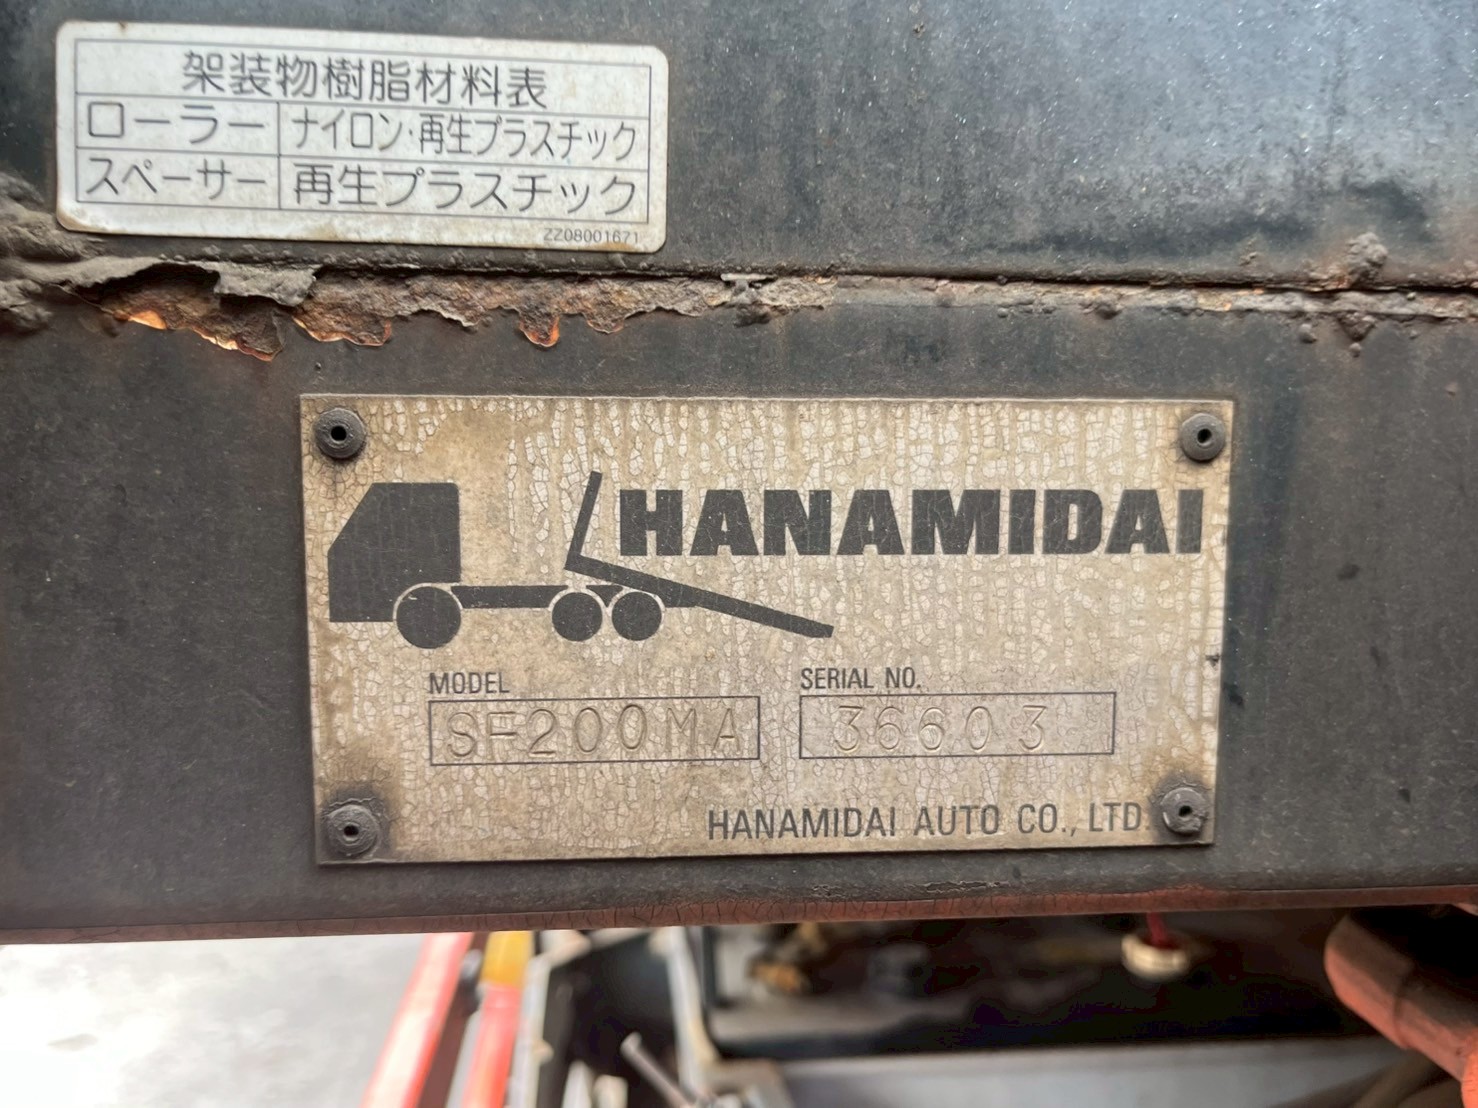 架装物樹脂材料表
ローラー ナイロン・再生プラスチック
スペーサー 再生プラスチック
ZZ08001671
HANAMIDAI
MODEL SERIAL NO.
SF200MA 36603
HANAMIDAI AUTO CO., LTD.